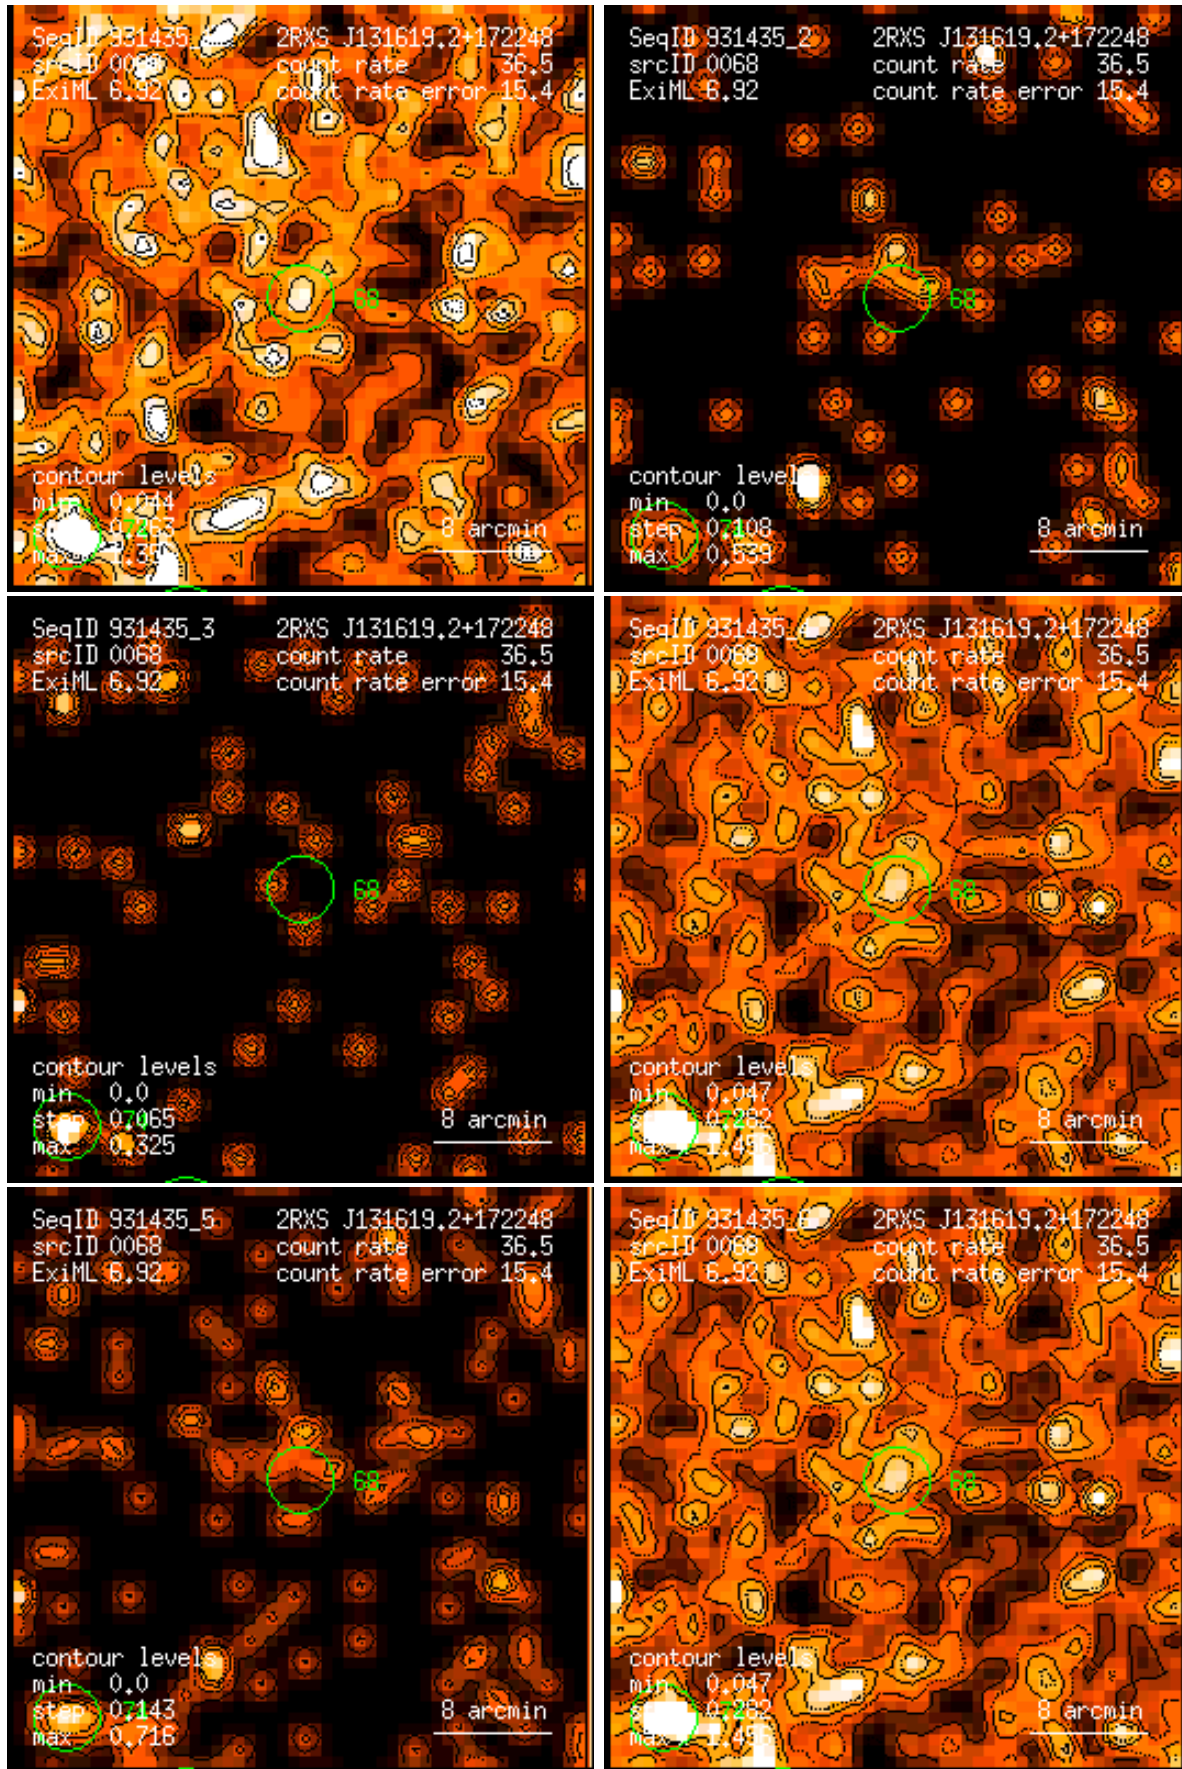 SeqID 931435_ 2RXS J131619.2+172248
srcID 0068 count rate 36.5
ExiML 6.92 count rate error 15.4
68
contour levels
min 0.044
8 arcmin
SeqID 931435_2 2RXS J131619.2+172248
srcID 0068 count rate 36.5
ExiML 6.92 count rate error 15.4
68
contour levels
min 0.0
step 0.108 8 arcmin
max 0.539
SeqID 931435_3 2RXS J131619.2+172248
srcID 0068 count rate 36.5
ExiML 6.92 count rate error 15.4
68
contour levels
min 0.0
step 0.065 8 arcmin
max 0.325
SeqID 931435_ 2RXS J131619.2+172248
srcID 0068 count rate 36.5
ExiML 6.92 count rate error 15.4
68
contour levels
min 0.047
8 arcmin
1.456
SeqID 931435_5 2RXS J131619.2+172248
srcID 0068 count rate 36.5
ExiML 6.92 count rate error 15.4
68
contour levels
min 0.0
step 0.143 8 arcmin
max 0.716
SeqID 931435_6 2RXS J131619.2+172248
srcID 0068 count rate 36.5
ExiML 6.92 count rate error 15.4
68
contour levels
min 0.047
8 arcmin
1.456